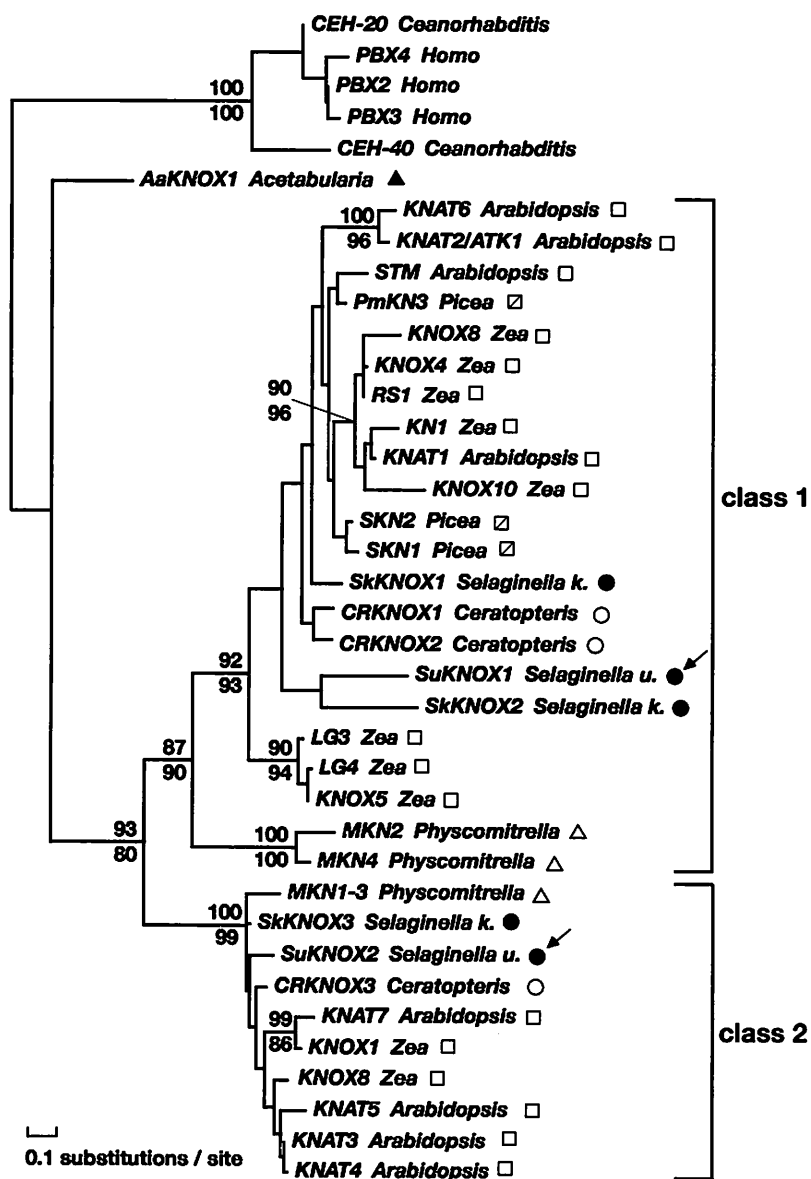 CEH-20 Ceanorhabditis
PBX4 Homo
PBX2 Homo
PBX3 Homo
CEH-40 Ceanorhabditis
100
100
AaKNOX1 Acetabularia
KNAT6 Arabidopsis
KNAT2/ATK1 Arabidopsis
100
96
STM Arabidopsis
PmKN3 Picea
KNOX8 Zea
KNOX4 Zea
RS1 Zea
90
96
KN1 Zea
KNAT1 Arabidopsis
KNOX10 Zea
SKN2 Picea
SKN1 Picea
class 1
SkKNOX1 Selaginella k.
CRKNOX1 Ceratopteris
CRKNOX2 Ceratopteris
SuKNOX1 Selaginella u.
SkKNOX2 Selaginella k.
92
93
LG3 Zea
LG4 Zea
KNOX5 Zea
90
94
87
90
MKN2 Physcomitrella
MKN4 Physcomitrella
100
100
93
80
MKN1-3 Physcomitrella
SkKNOX3 Selaginella k.
100
99
SuKNOX2 Selaginella u.
CRKNOX3 Ceratopteris
KNAT7 Arabidopsis
KNOX1 Zea
99
86
class 2
KNOX8 Zea
KNAT5 Arabidopsis
KNAT3 Arabidopsis
KNAT4 Arabidopsis
0.1 substitutions / site